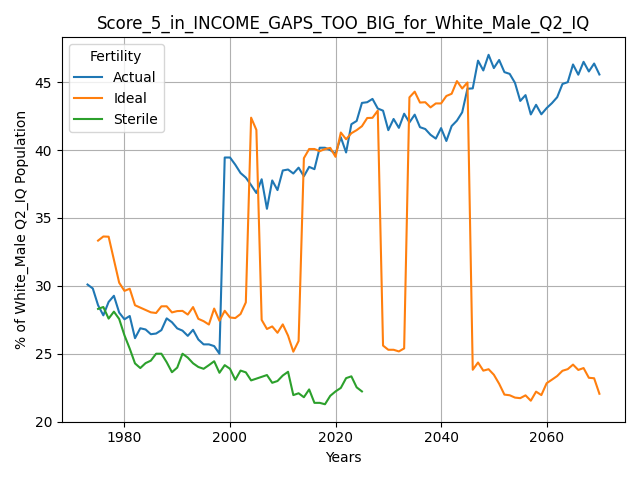 Score_5_in_INCOME_GAPS_TOO_BIG_for_White_Male_Q2_IQ
Fertility
Actual
Ideal
Sterile
% of White_Male Q2_IQ Population
45
40
35
30
25
20
1980
2000
2020
2040
2060
Years